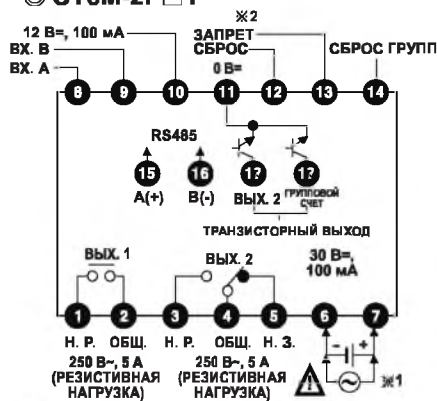 ※2
12 В=, 100 мА
ЗАПРЕТ
ВХ. В
СБРОС
СБРОС ГРУПП
ВХ. А
0 В=
8 9 10 11 12 13 14
RS485
15 16 1? 1?
А(+) В(-) ВЫХ. 2 ГРУППОВОЙ СЧЕТ
ТРАНЗИСТОРНЫЙ ВЫХОД
ВЫХ. 1 ВЫХ. 2 30 В=, 100 мА
1 2 3 4 5 6 7
Н. Р. ОБЩ. Н. Р. ОБЩ. Н. З.
250 В~, 5 А 250 В~, 5 А
(РЕЗИСТИВНАЯ (РЕЗИСТИВНАЯ
НАГРУЗКА) НАГРУЗКА)
- +
※1